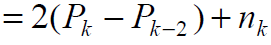 = 2(P_k − P_{k−2}) + n_k